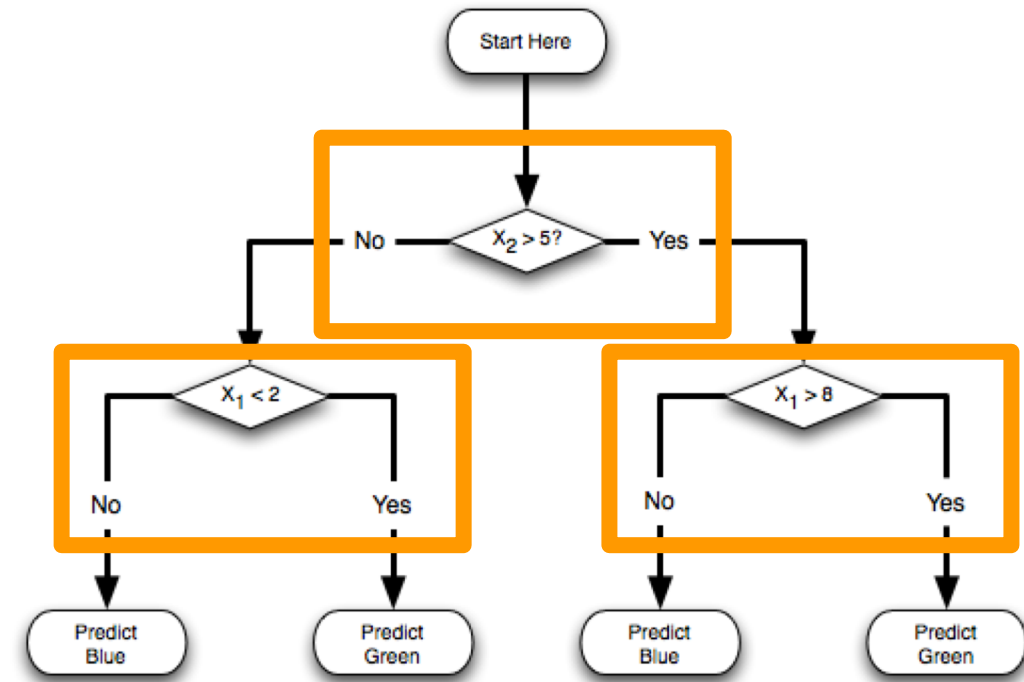 Start Here
No
X₂ > 5?
Yes
X₁ < 2
X₁ > 8
No
Yes
No
Yes
Predict
Blue
Predict
Green
Predict
Blue
Predict
Green